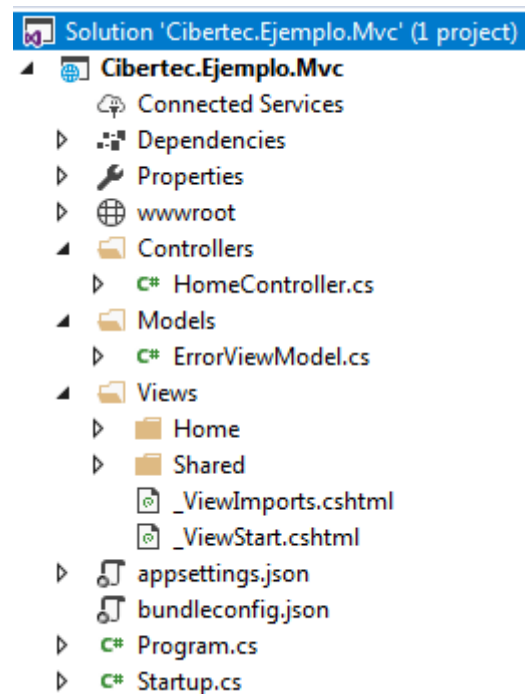 Solution 'Cibertec.Ejemplo.Mvc' (1 project)
Cibertec.Ejemplo.Mvc
Connected Services
Dependencies
Properties
wwwroot
Controllers
C# HomeController.cs
Models
C# ErrorViewModel.cs
Views
Home
Shared
_ViewImports.cshtml
_ViewStart.cshtml
appsettings.json
bundleconfig.json
C# Program.cs
C# Startup.cs